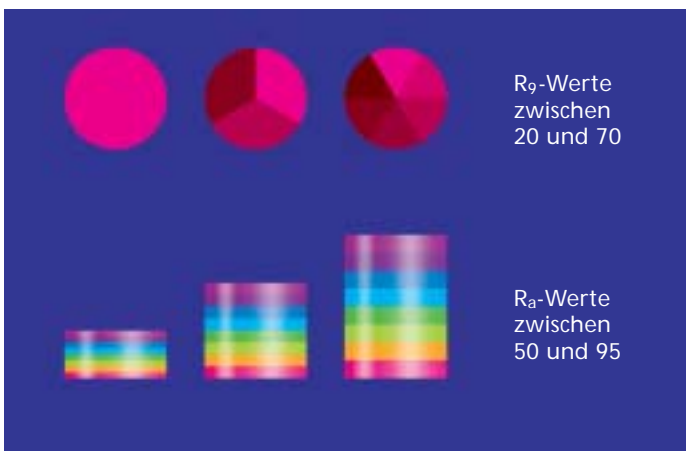 R₉-Werte
zwischen
20 und 70
Rₐ-Werte
zwischen
50 und 95